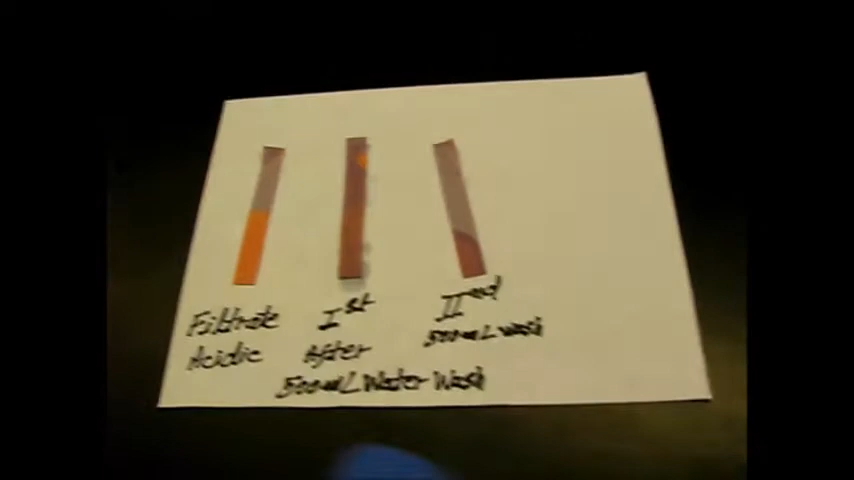 Filtrate
Acidic
Ist
After
500mL Water Wash
IInd
500mL wash